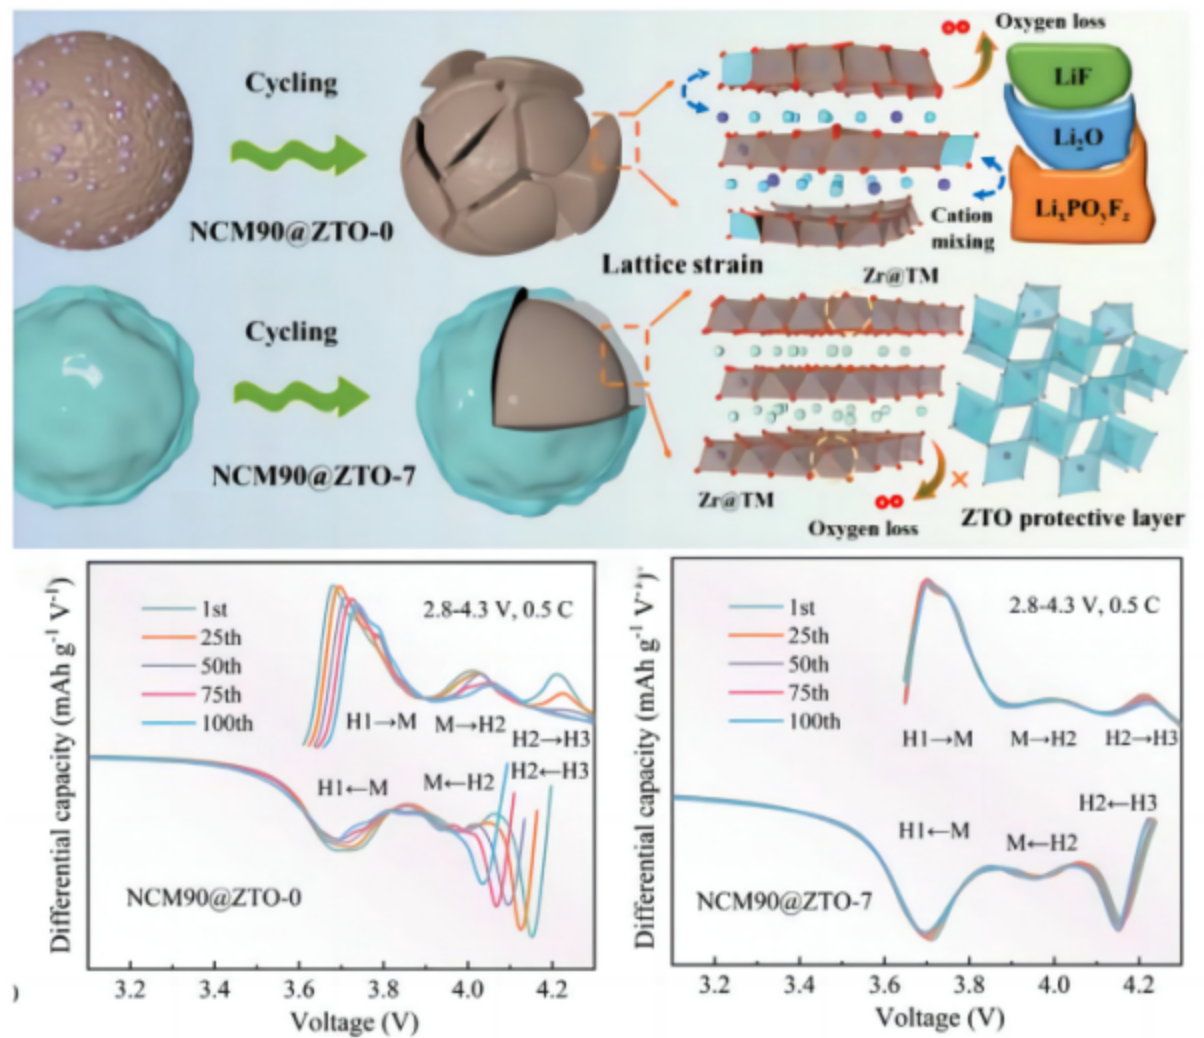 Oxygen loss
Cycling
LiF
Li₂O
NCM90@ZTO-0
Cation
mixing
LiₓPOᵧF𝓏
Lattice strain
Zr@TM
Cycling
NCM90@ZTO-7
Zr@TM
Oxygen loss
ZTO protective layer
Differential capacity (mAh g⁻¹ V⁻¹)
1st
25th
50th
75th
100th
2.8-4.3 V, 0.5 C
H1→M
M→H2
H2→H3
H1←M
M←H2
H2←H3
NCM90@ZTO-0
3.2 3.4 3.6 3.8 4.0 4.2
Voltage (V)
Differential capacity (mAh g⁻¹
1st
25th
50th
75th
100th
2.8-4.3 V, 0.5 C
H1→M
M→H2
H2→H3
H2←H3
H1←M
M←H2
NCM90@ZTO-7
3.2 3.4 3.6 3.8 4.0 4.2
Voltage (V)